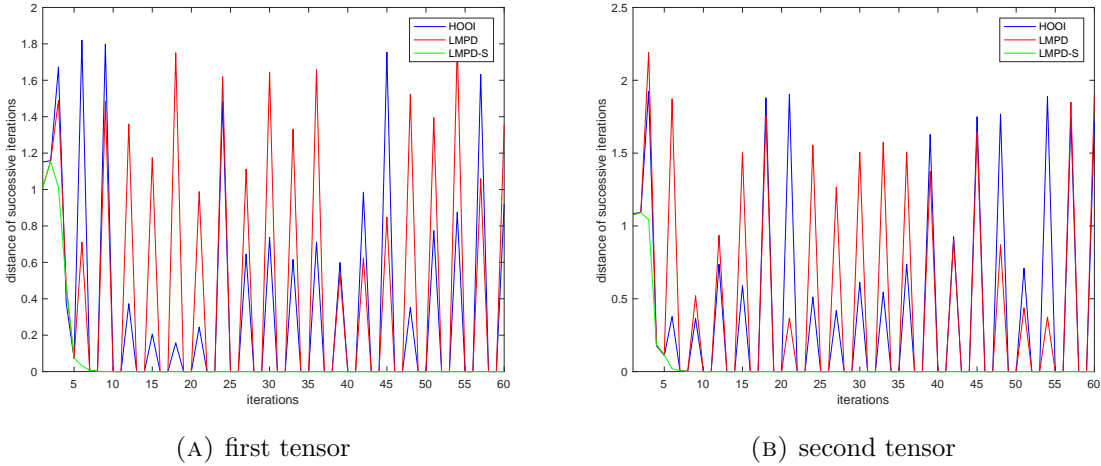 2
1.8
1.6
1.4
1.2
1
0.8
0.6
0.4
0.2
0
distance of successive iterions
5 10 15 20 25 30 35 40 45 50 55 60
iterations
HOOI
LMPD
LMPD-S
(A) first tensor
2.5
2
1.5
1
0.5
0
distance of successive iterions
5 10 15 20 25 30 35 40 45 50 55 60
iterations
HOOI
LMPD
LMPD-S
(B) second tensor